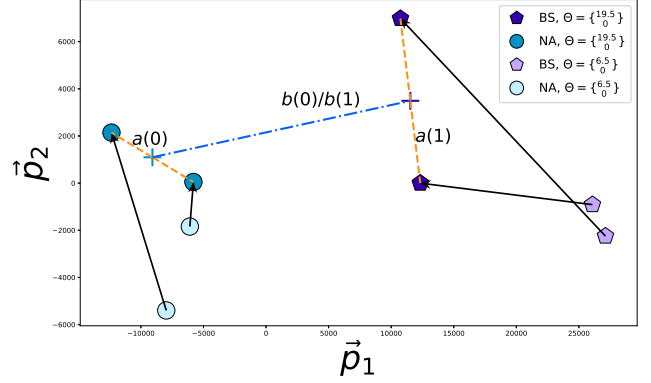 BS, Θ = {19.5 0}
NA, Θ = {19.5 0}
BS, Θ = {6.5 0}
NA, Θ = {6.5 0}
6000
4000
2000
0
−2000
−4000
−6000
p⃗2
a(0)
b(0)/b(1)
a(1)
−10000 −5000 0 5000 10000 15000 20000 25000
p⃗1